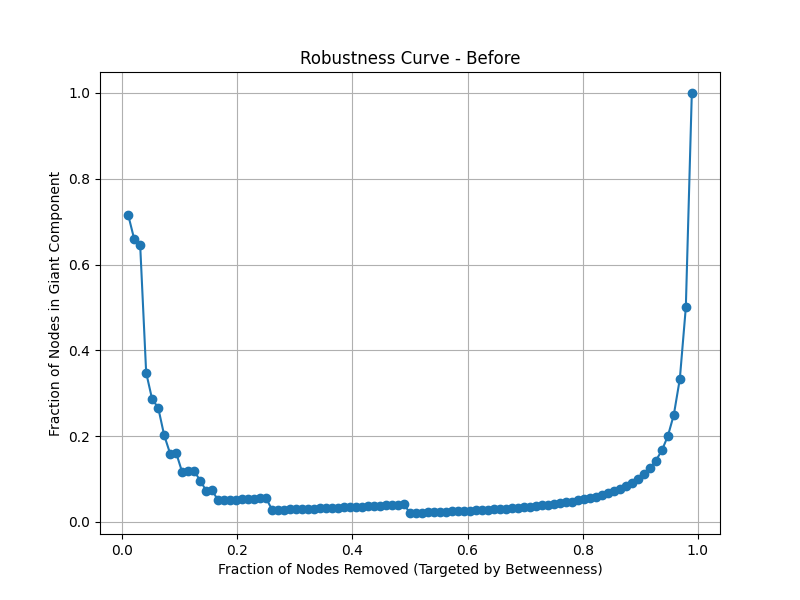 Robustness Curve - Before
Fraction of Nodes in Giant Component
1.0
0.8
0.6
0.4
0.2
0.0
0.0 0.2 0.4 0.6 0.8 1.0
Fraction of Nodes Removed (Targeted by Betweenness)